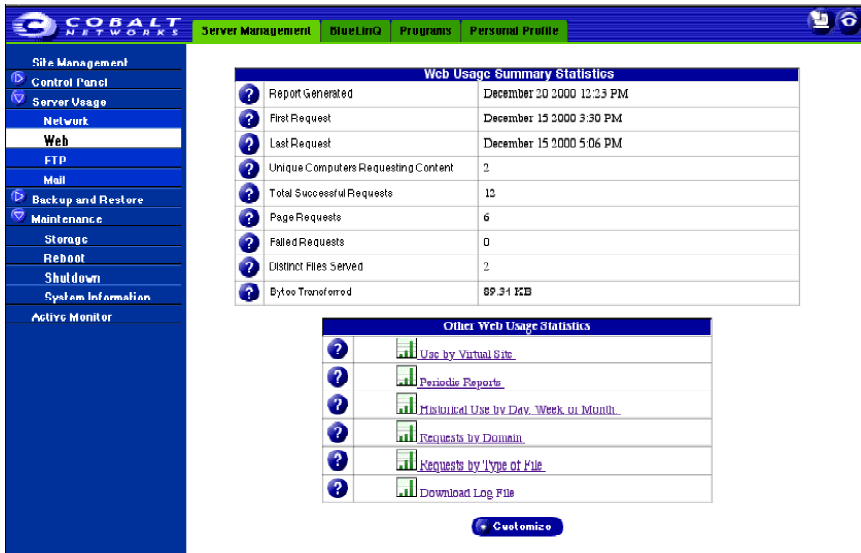 COBALT
NETWORKS
Server Management
BlueLinQ
Programs
Personal Profile
Site Management
Control Panel
Server Usage
Network
Web
FTP
Mail
Backup and Restore
Maintenance
Storage
Reboot
Shutdown
System Information
Active Monitor
Web Usage Summary Statistics
Report Generated December 20 2000 12:23 PM
First Request December 15 2000 3:30 PM
Last Request December 15 2000 5:06 PM
Unique Computers Requesting Content 2
Total Successful Requests 12
Page Requests 6
Failed Requests 0
Distinct Files Served 2
Bytes Transferred 89.34 KB
Other Web Usage Statistics
Use by Virtual Site
Periodic Reports
Historical Use by Day, Week, or Month
Requests by Domain
Requests by Type of File
Download Log File
Customize